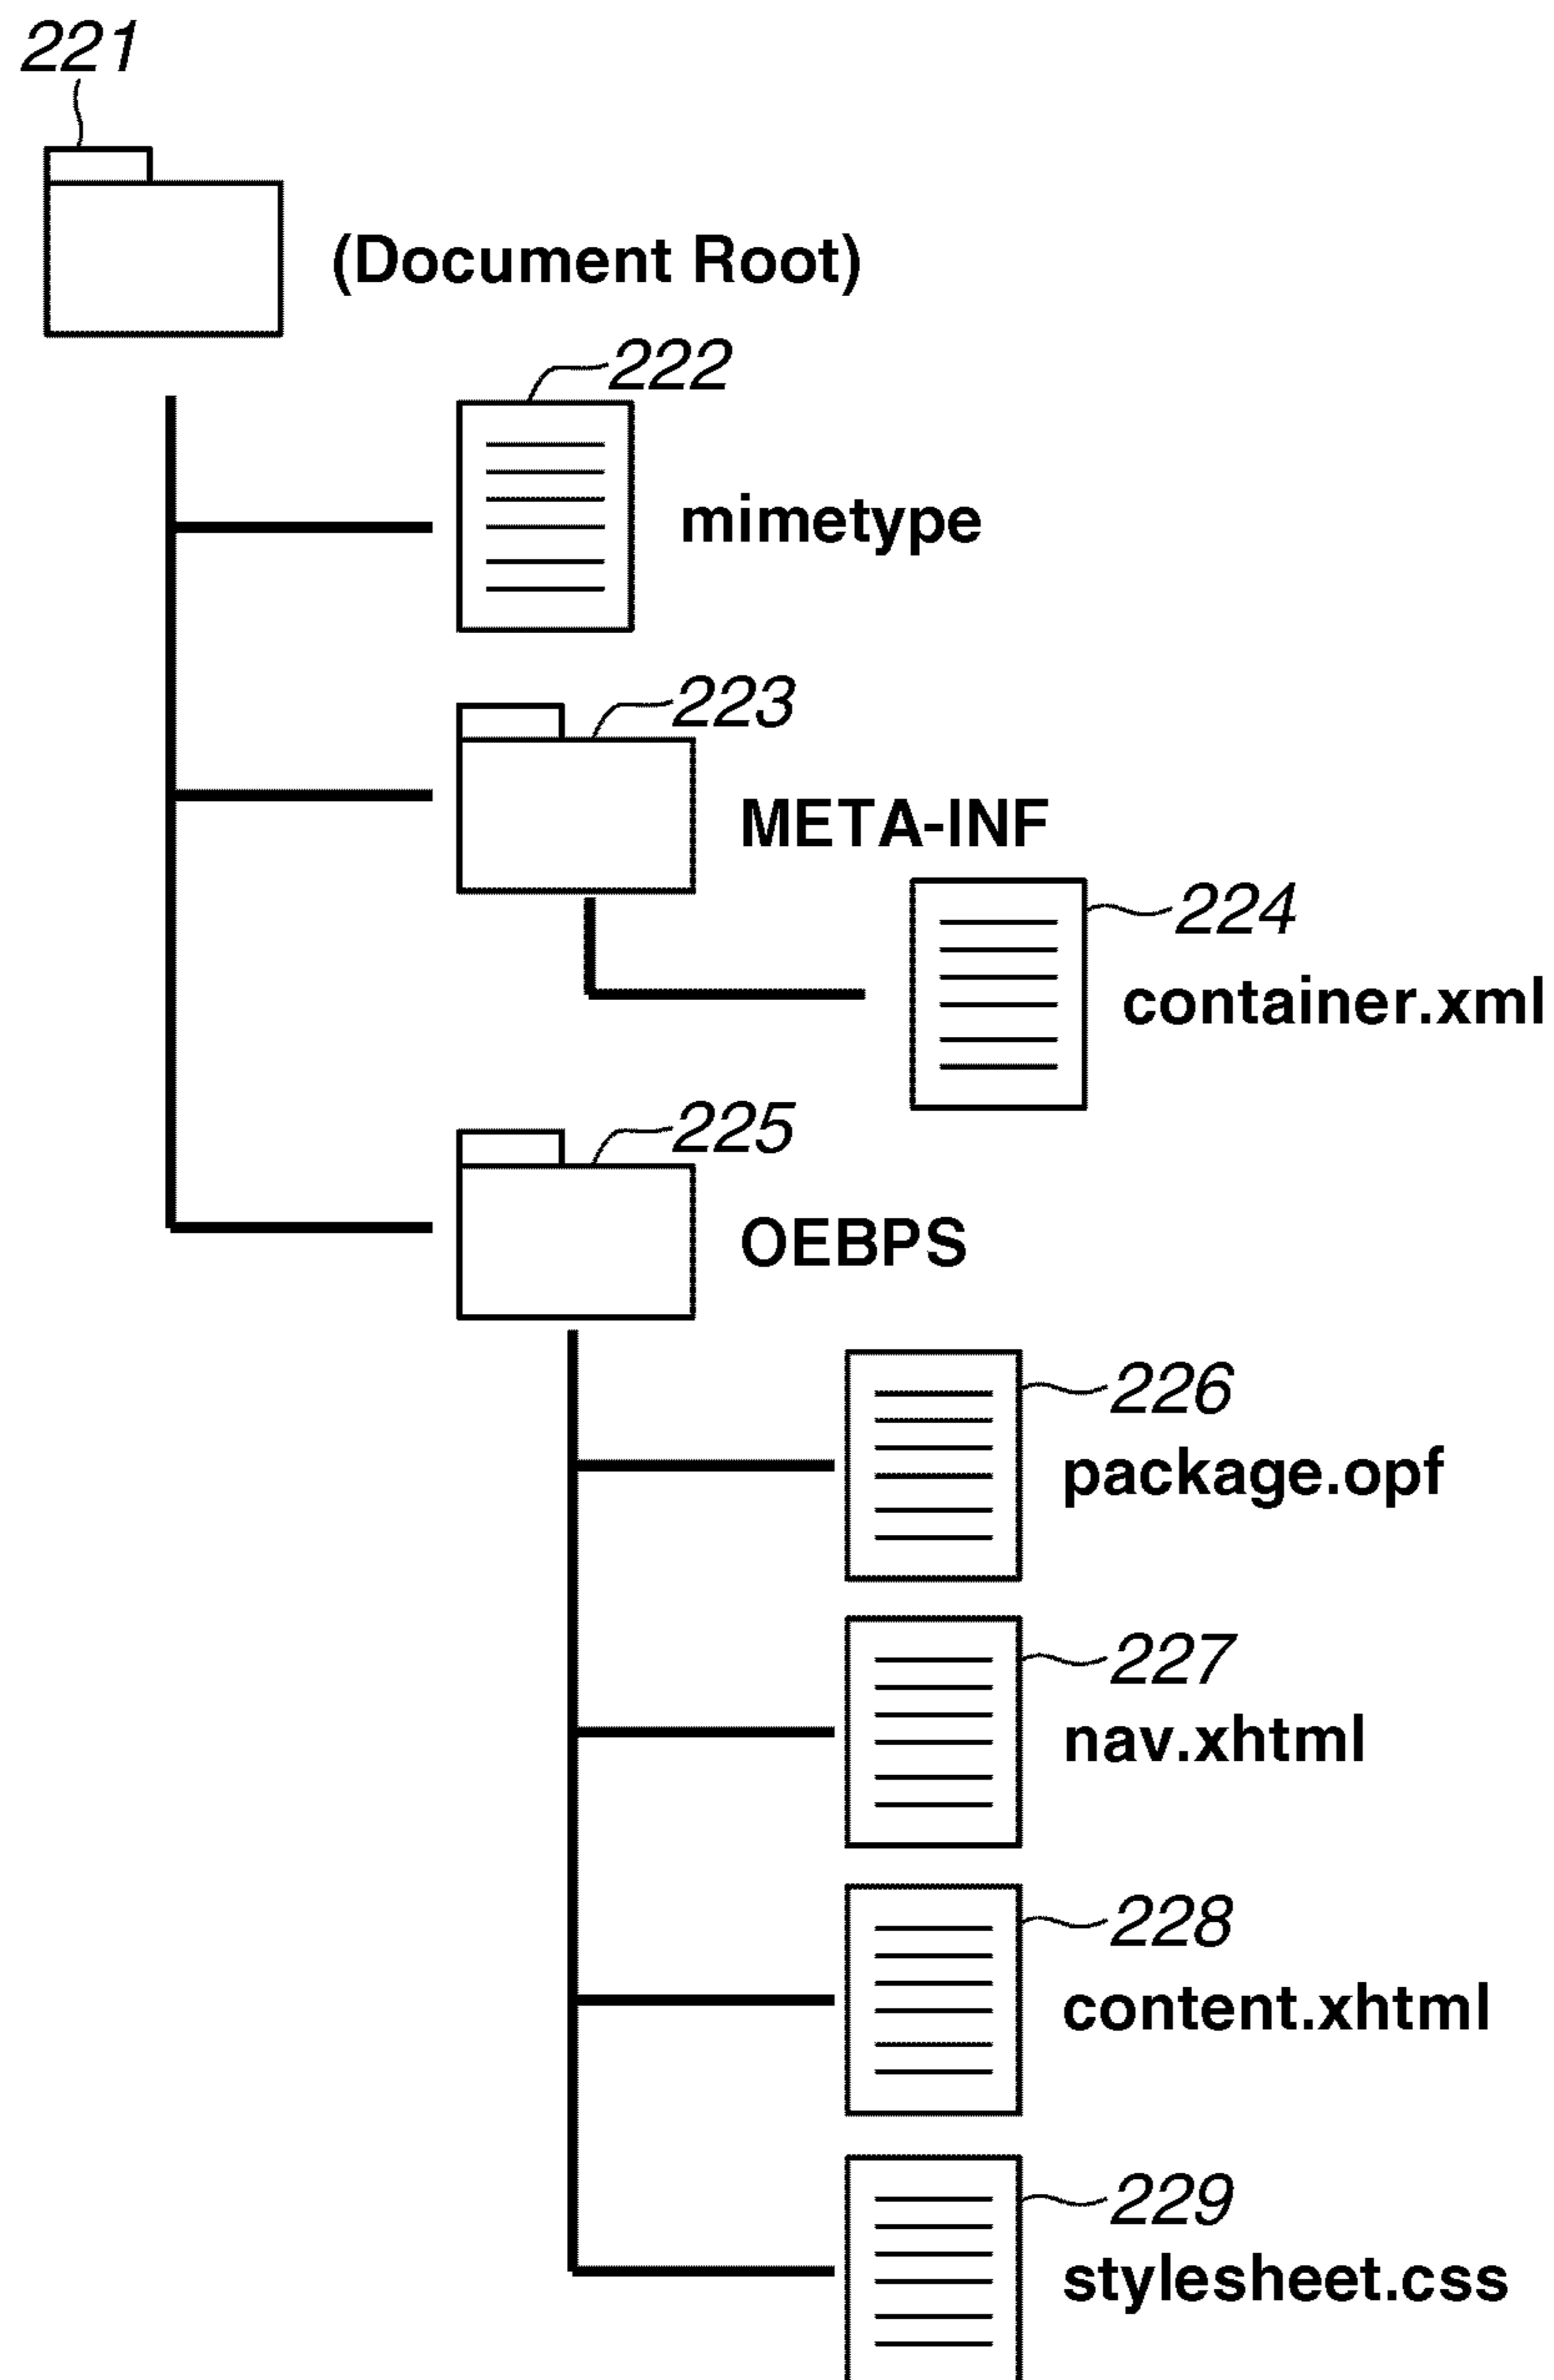 221
(Document Root)
222
mimetype
223
META-INF
224
container.xml
225
OEBPS
226
package.opf
227
nav.xhtml
228
content.xhtml
229
stylesheet.css